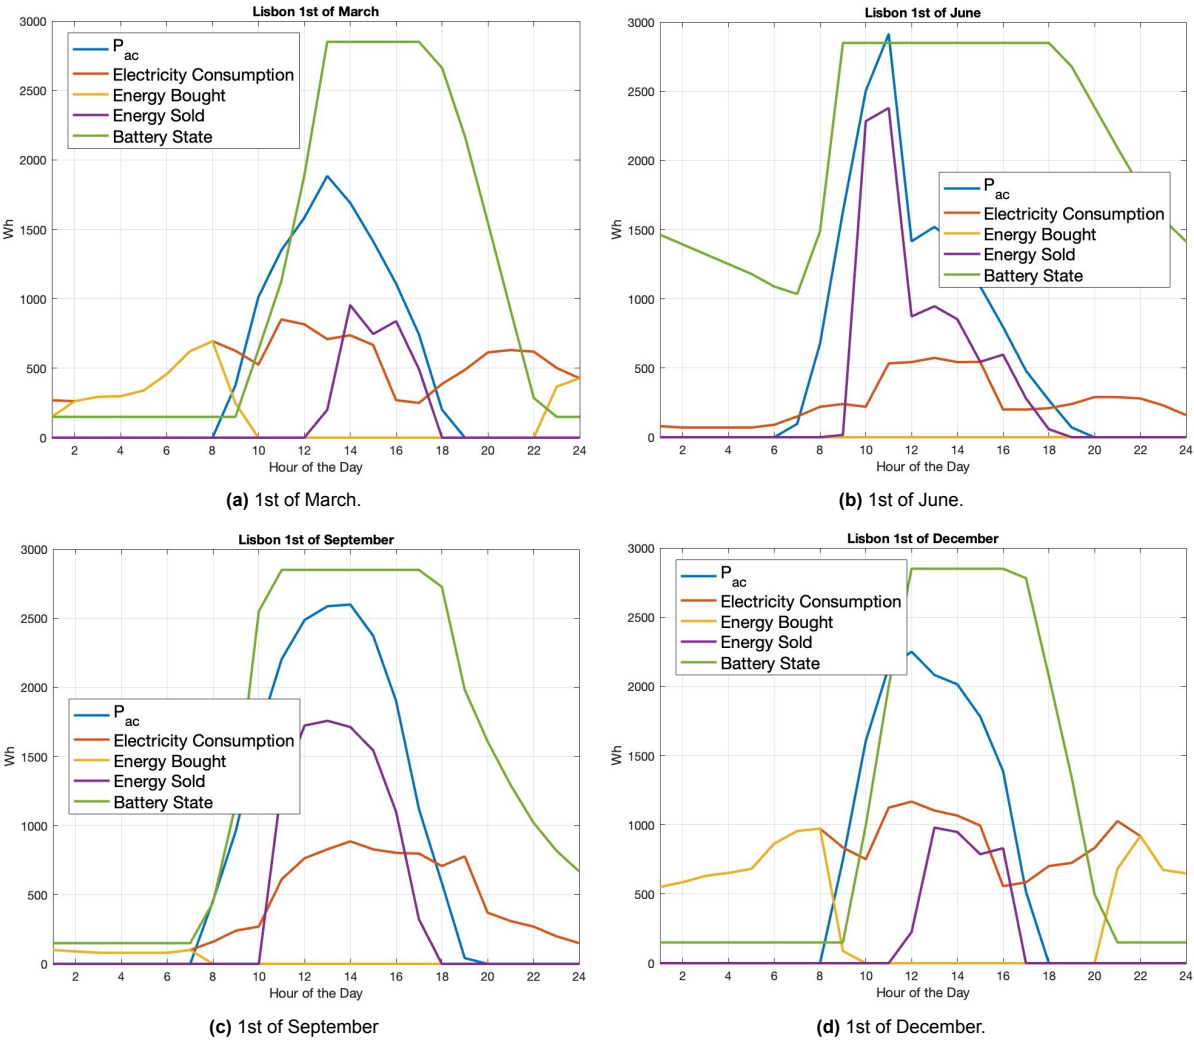 Lisbon 1st of March
3000
2500
2000
1500
1000
500
0
Wh
P ac
Electricity Consumption
Energy Bought
Energy Sold
Battery State
2 4 6 8 10 12 14 16 18 20 22 24
Hour of the Day
(a) 1st of March.
Lisbon 1st of June
3000
2500
2000
1500
1000
500
0
Wh
P ac
Electricity Consumption
Energy Bought
Energy Sold
Battery State
2 4 6 8 10 12 14 16 18 20 22 24
Hour of the Day
(b) 1st of June.
Lisbon 1st of September
3000
2500
2000
1500
1000
500
0
Wh
P ac
Electricity Consumption
Energy Bought
Energy Sold
Battery State
2 4 6 8 10 12 14 16 18 20 22 24
Hour of the Day
(c) 1st of September
Lisbon 1st of December
3000
2500
2000
1500
1000
500
0
Wh
P ac
Electricity Consumption
Energy Bought
Energy Sold
Battery State
2 4 6 8 10 12 14 16 18 20 22 24
Hour of the Day
(d) 1st of December.